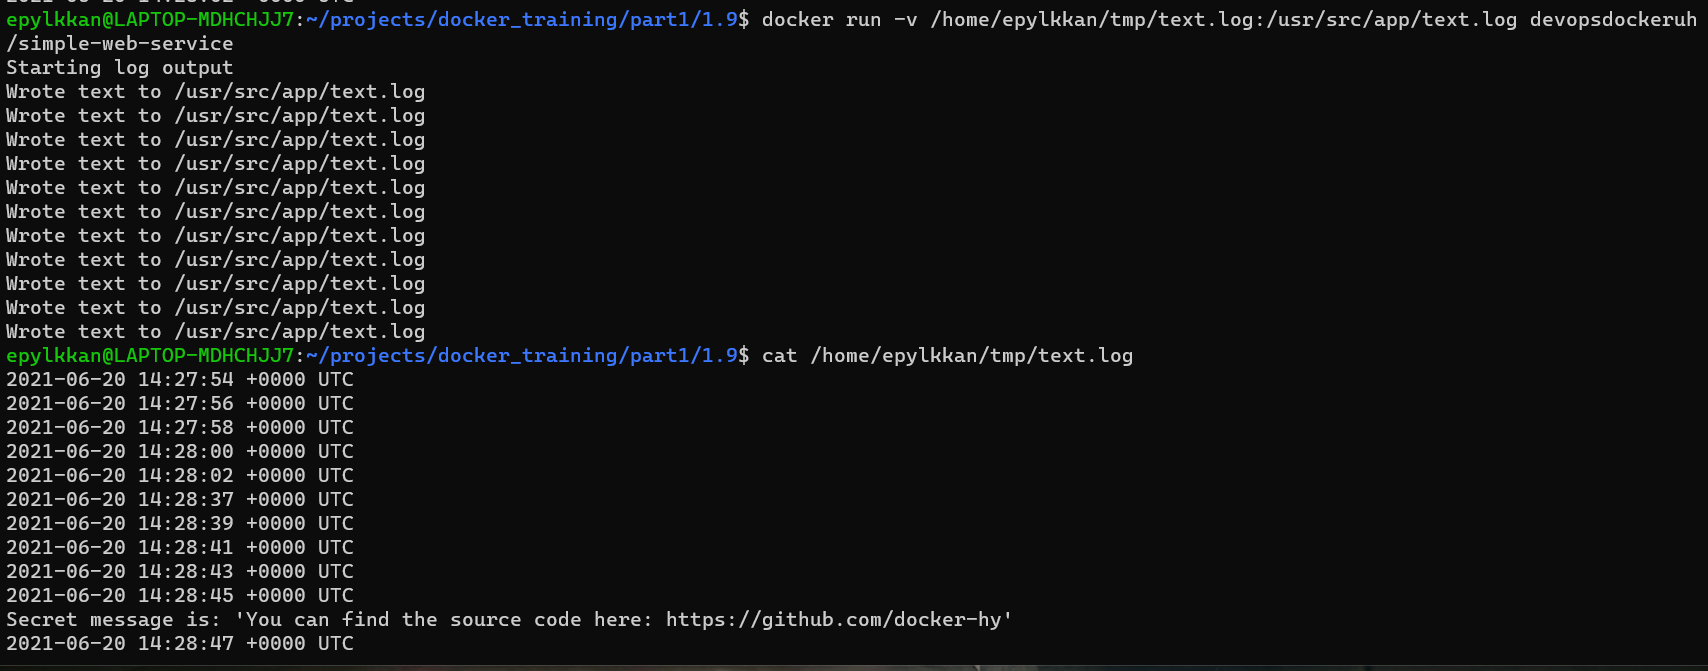 epylkkan@LAPTOP-MDHCHJJ7:~/projects/docker_training/part1/1.9$ docker run -v /home/epylkkan/tmp/text.log:/usr/src/app/text.log devopsdockeruh
/simple-web-service
Starting log output
Wrote text to /usr/src/app/text.log
Wrote text to /usr/src/app/text.log
Wrote text to /usr/src/app/text.log
Wrote text to /usr/src/app/text.log
Wrote text to /usr/src/app/text.log
Wrote text to /usr/src/app/text.log
Wrote text to /usr/src/app/text.log
Wrote text to /usr/src/app/text.log
Wrote text to /usr/src/app/text.log
Wrote text to /usr/src/app/text.log
Wrote text to /usr/src/app/text.log
epylkkan@LAPTOP-MDHCHJJ7:~/projects/docker_training/part1/1.9$ cat /home/epylkkan/tmp/text.log
2021-06-20 14:27:54 +0000 UTC
2021-06-20 14:27:56 +0000 UTC
2021-06-20 14:27:58 +0000 UTC
2021-06-20 14:28:00 +0000 UTC
2021-06-20 14:28:02 +0000 UTC
2021-06-20 14:28:37 +0000 UTC
2021-06-20 14:28:39 +0000 UTC
2021-06-20 14:28:41 +0000 UTC
2021-06-20 14:28:43 +0000 UTC
2021-06-20 14:28:45 +0000 UTC
Secret message is: 'You can find the source code here: https://github.com/docker-hy'
2021-06-20 14:28:47 +0000 UTC